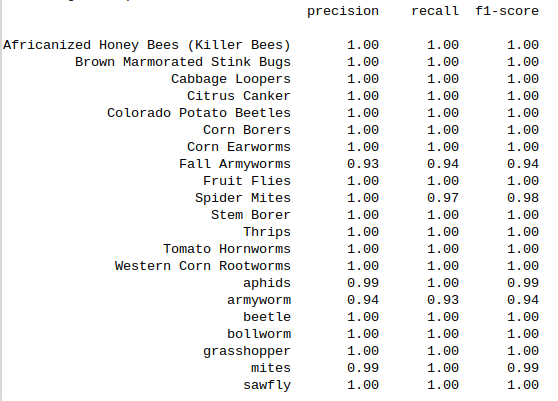 precision recall f1-score
Africanized Honey Bees (Killer Bees) 1.00 1.00 1.00
Brown Marmorated Stink Bugs 1.00 1.00 1.00
Cabbage Loopers 1.00 1.00 1.00
Citrus Canker 1.00 1.00 1.00
Colorado Potato Beetles 1.00 1.00 1.00
Corn Borers 1.00 1.00 1.00
Corn Earworms 1.00 1.00 1.00
Fall Armyworms 0.93 0.94 0.94
Fruit Flies 1.00 1.00 1.00
Spider Mites 1.00 0.97 0.98
Stem Borer 1.00 1.00 1.00
Thrips 1.00 1.00 1.00
Tomato Hornworms 1.00 1.00 1.00
Western Corn Rootworms 1.00 1.00 1.00
aphids 0.99 1.00 0.99
armyworm 0.94 0.93 0.94
beetle 1.00 1.00 1.00
bollworm 1.00 1.00 1.00
grasshopper 1.00 1.00 1.00
mites 0.99 1.00 0.99
sawfly 1.00 1.00 1.00